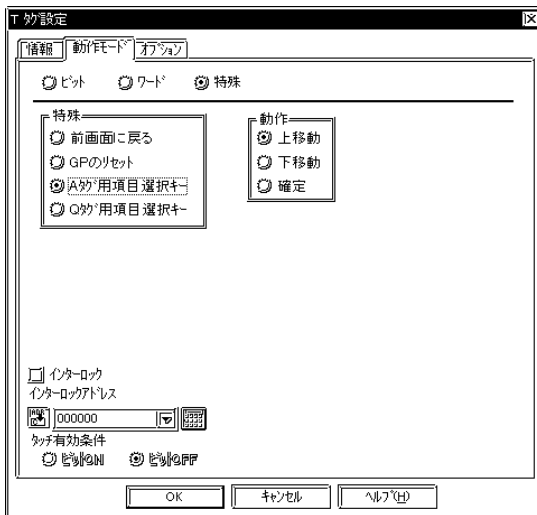 T ﾀｸﾞ設定
情報 動作ﾓｰﾄﾞ ｵﾌﾟｼｮﾝ
ﾋﾞｯﾄ ﾜｰﾄﾞ 特殊
特殊
前画面に戻る
GPのﾘｾｯﾄ
Aﾀｸﾞ用項目選択ｷｰ
Qﾀｸﾞ用項目選択ｷｰ
動作
上移動
下移動
確定
ｲﾝﾀｰﾛｯｸ
ｲﾝﾀｰﾛｯｸｱﾄﾞﾚｽ
000000
ﾀｯﾁ有効条件
ﾋﾞｯﾄON ﾋﾞｯﾄOFF
OK ｷｬﾝｾﾙ ﾍﾙﾌﾟ(H)